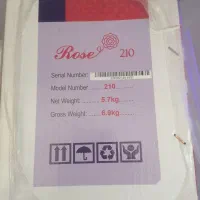 Rose 210
Serial Number:
Model Number ........ 210 ........
Net Weight: ........ 5.7kg ........
Gross Weight: ........ 6.8kg ........